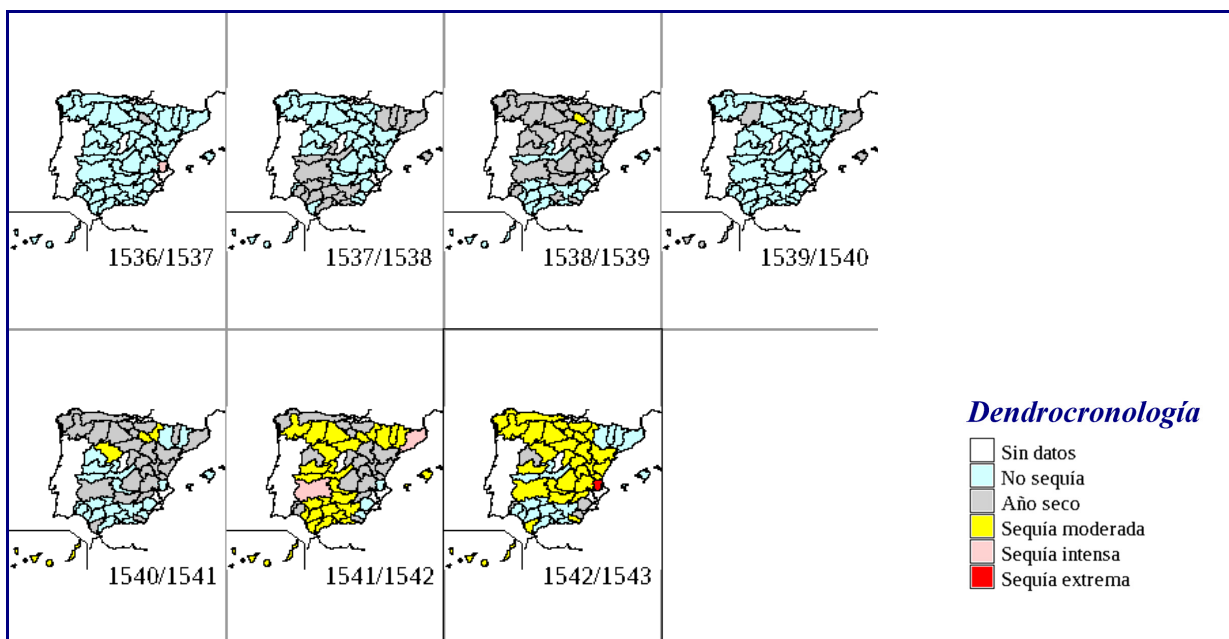 1536/1537
1537/1538
1538/1539
1539/1540
1540/1541
1541/1542
1542/1543
Dendrocronología
Sin datos
No sequía
Año seco
Sequía moderada
Sequía intensa
Sequía extrema